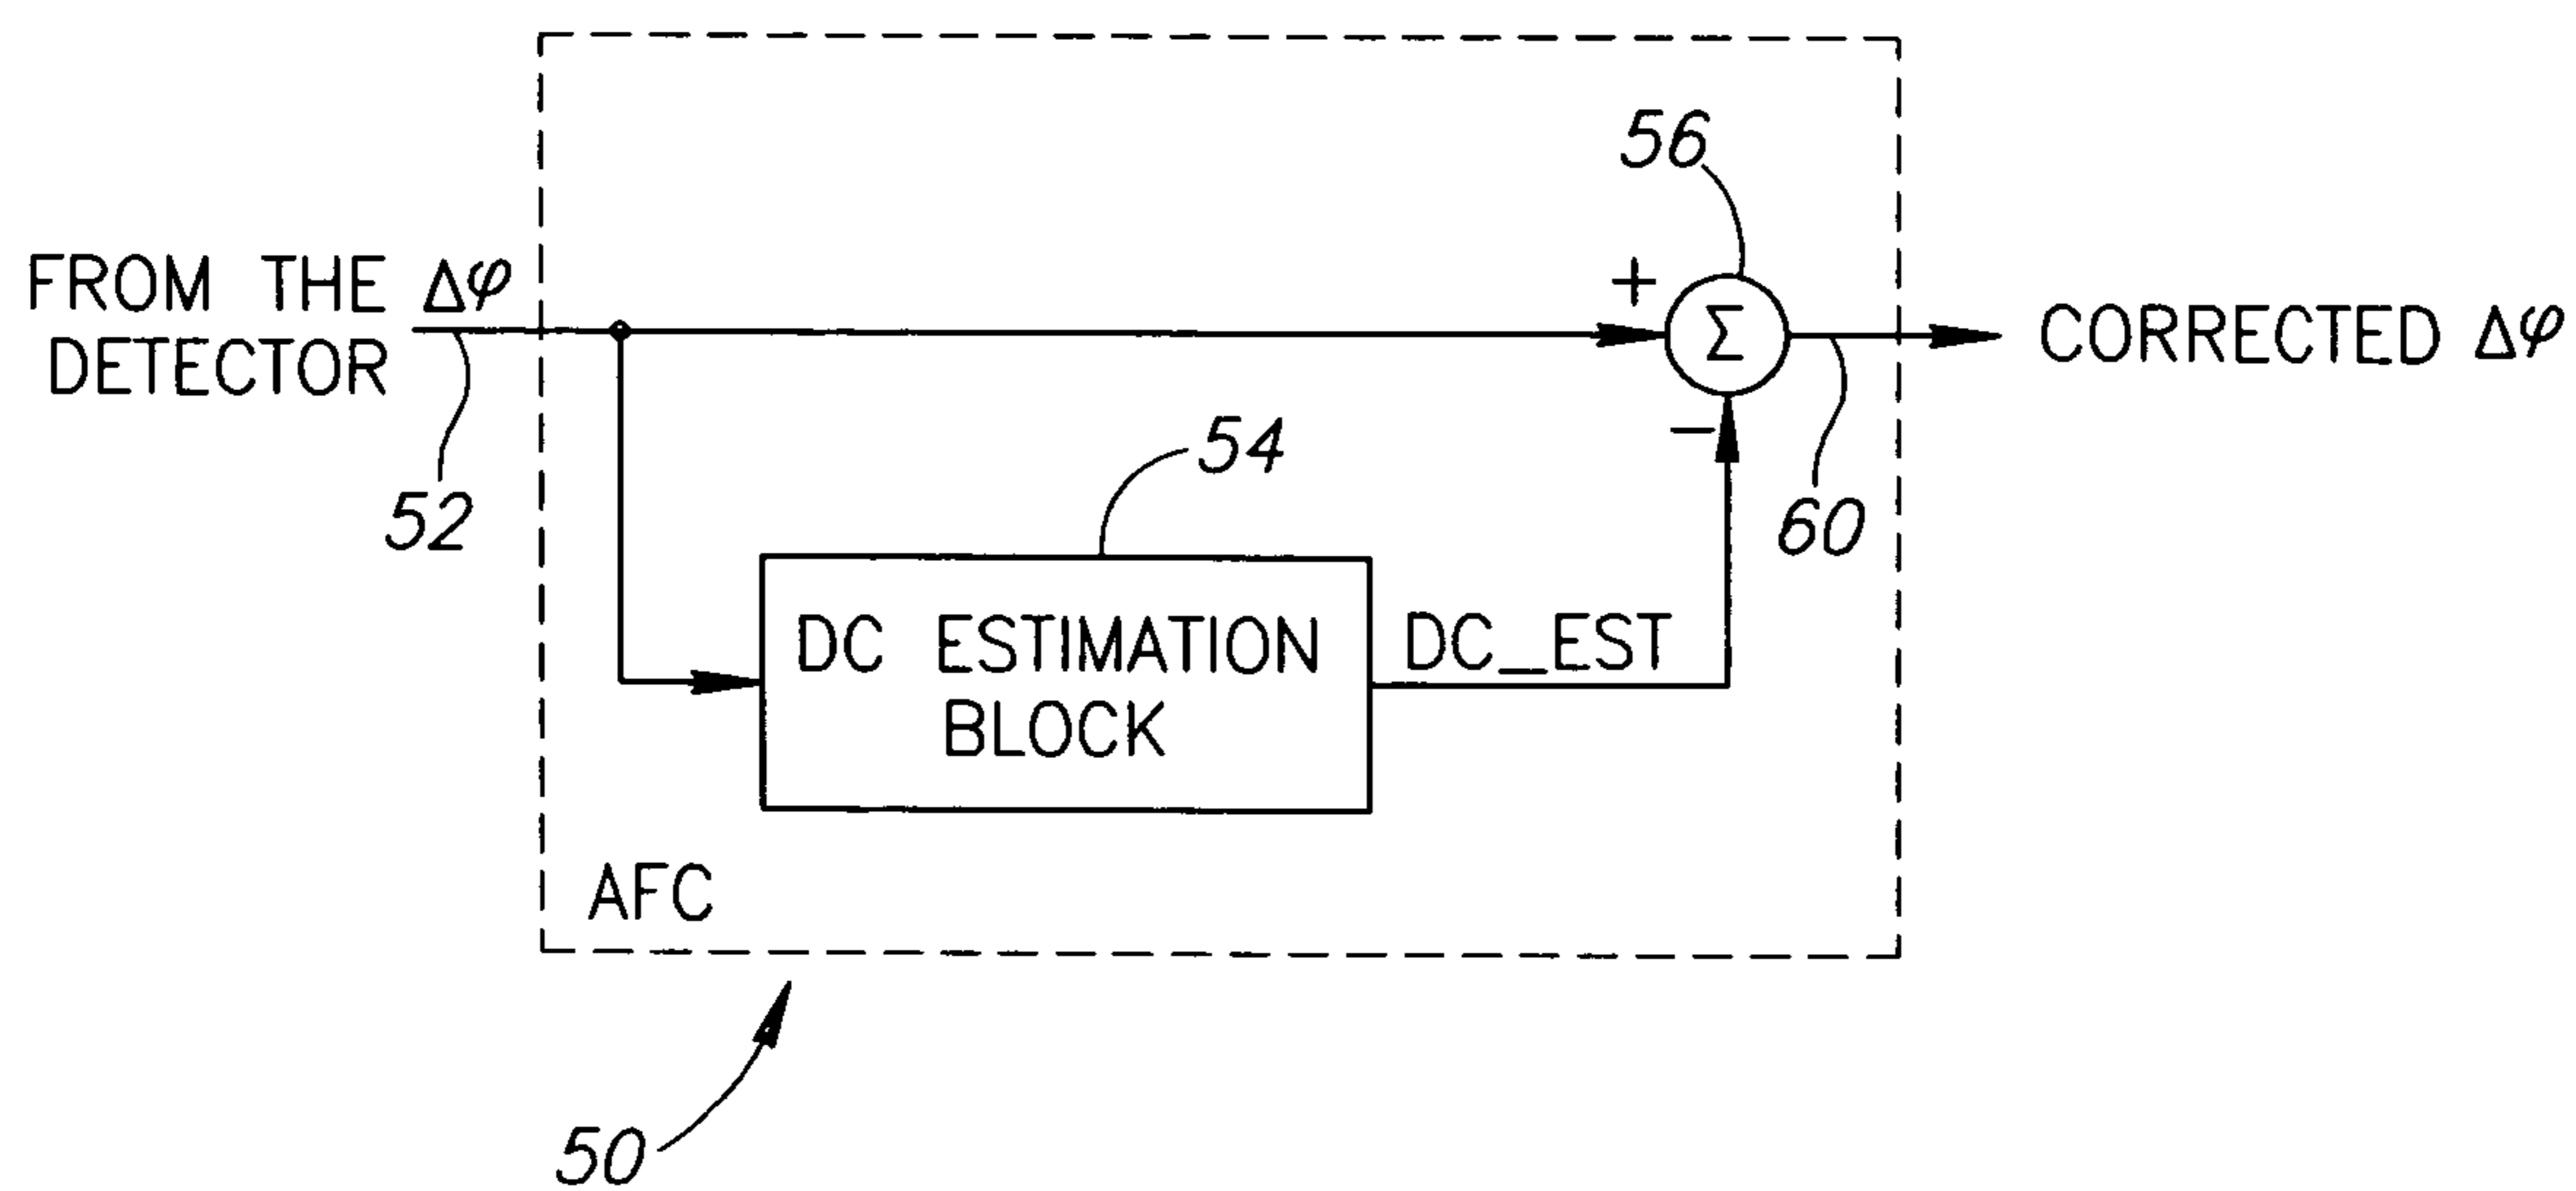 56
FROM THE Δφ
DETECTOR
+
Σ
CORRECTED Δφ
−
54
52
60
DC ESTIMATION
BLOCK
DC_EST
AFC
50